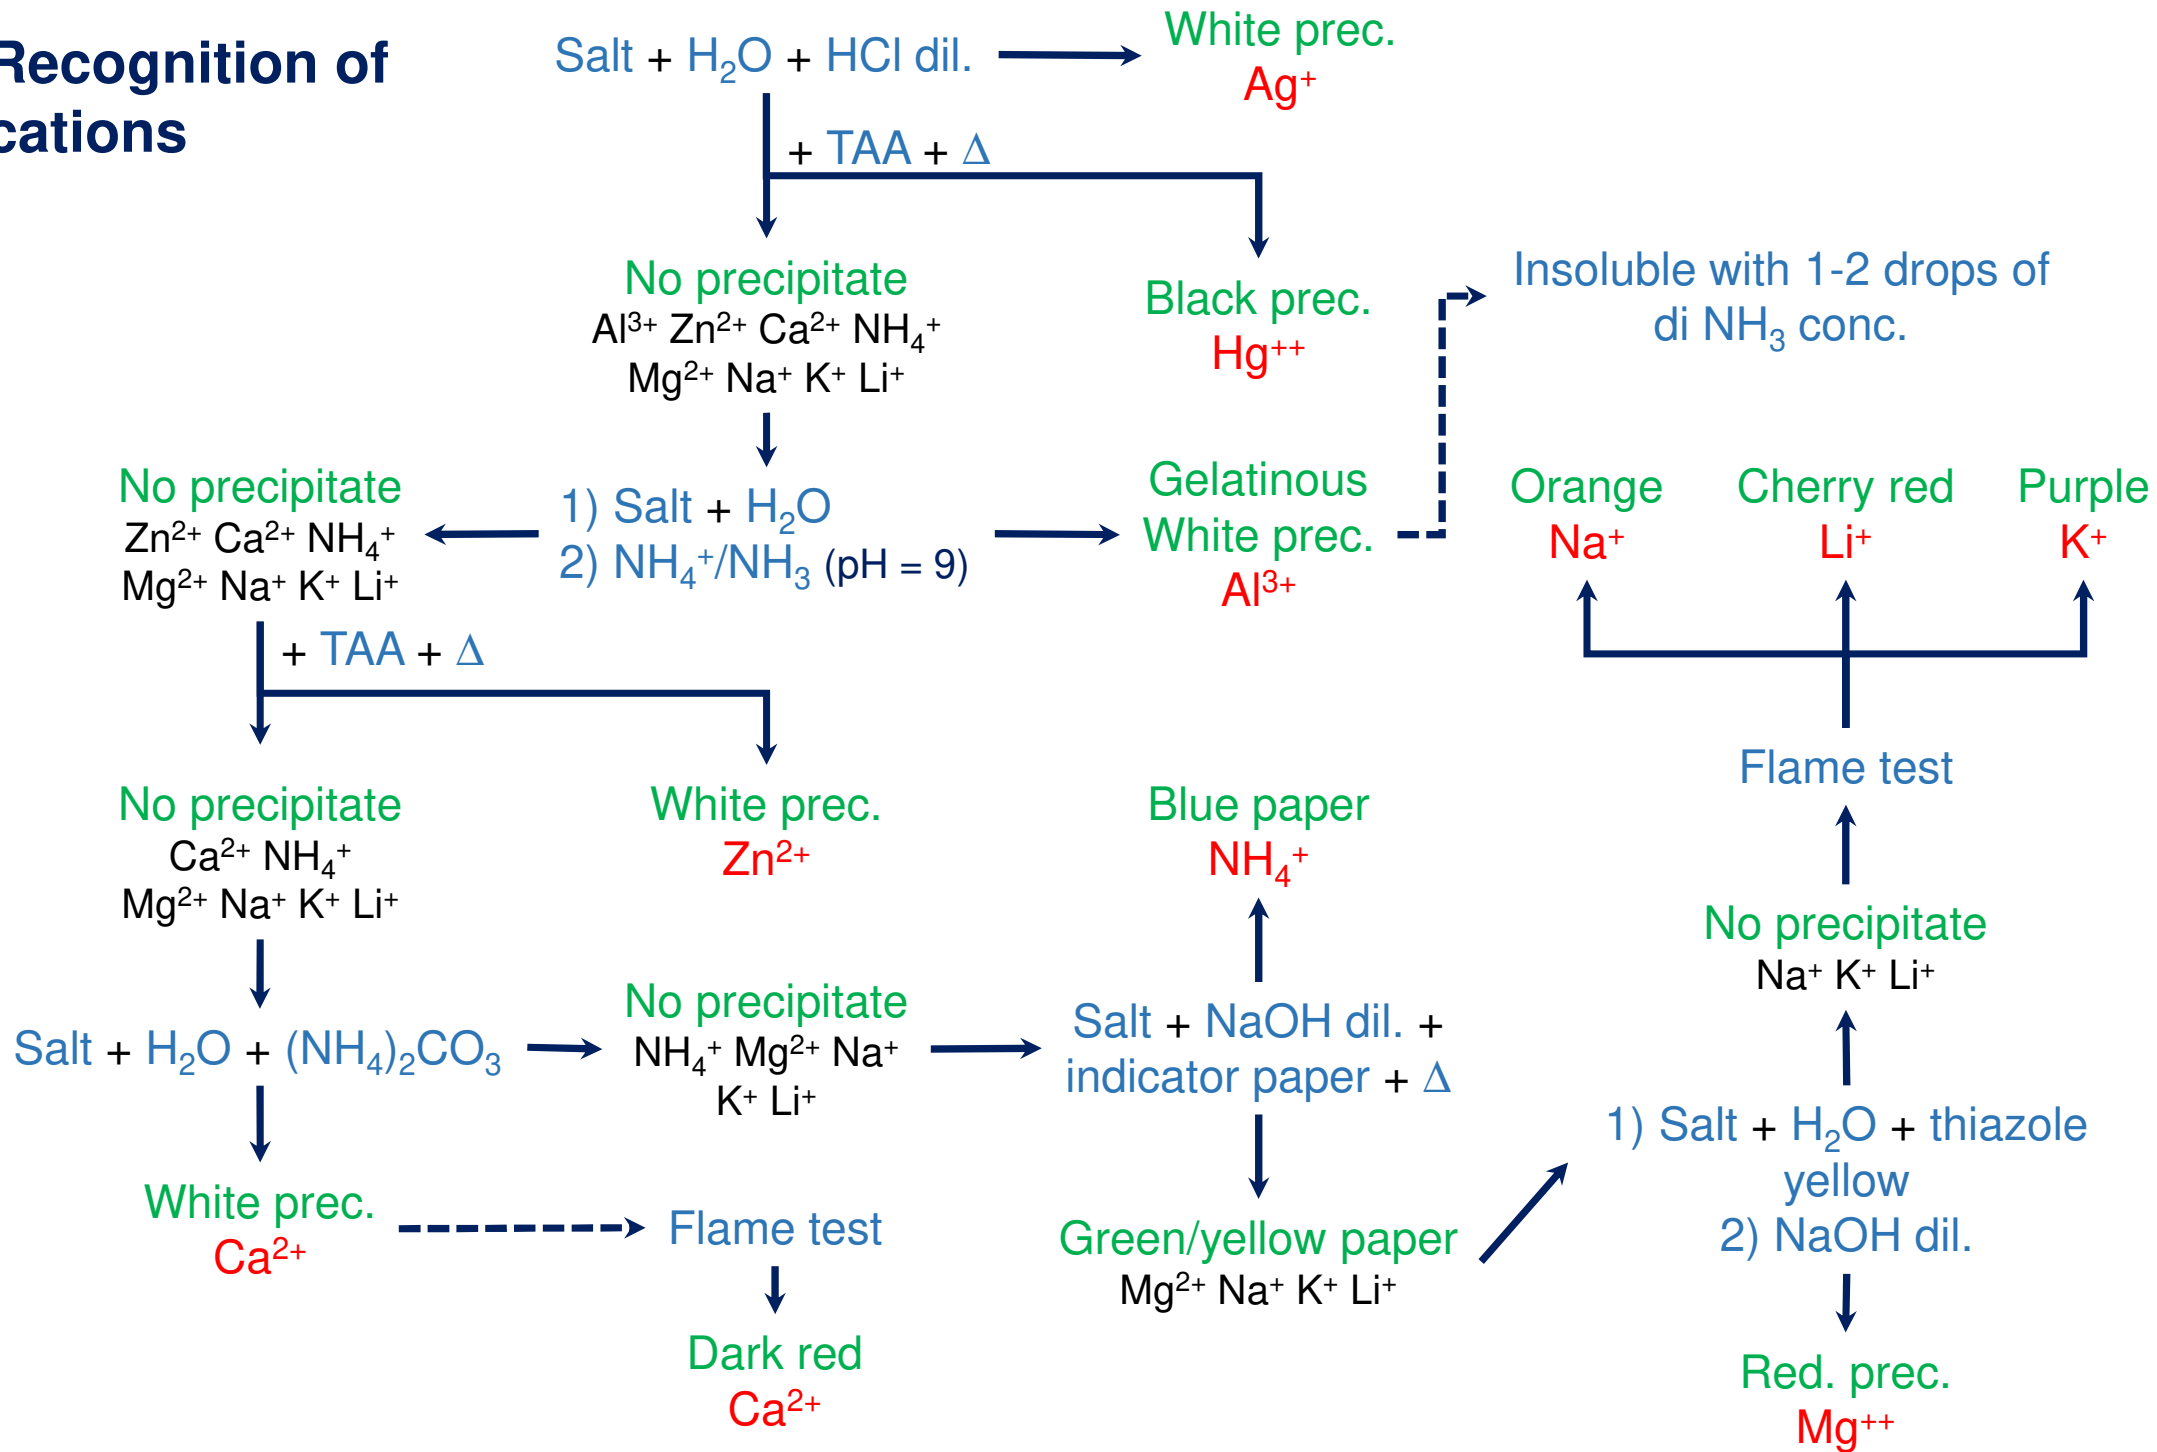 Recognition of
cations
Salt + H₂O + HCl dil.
White prec.
Ag⁺
+ TAA + Δ
No precipitate
Al³⁺ Zn²⁺ Ca²⁺ NH₄⁺
Mg²⁺ Na⁺ K⁺ Li⁺
Black prec.
Hg⁺⁺
Insoluble with 1-2 drops of
di NH₃ conc.
No precipitate
Zn²⁺ Ca²⁺ NH₄⁺
Mg²⁺ Na⁺ K⁺ Li⁺
1) Salt + H₂O
2) NH₄⁺/NH₃ (pH = 9)
Gelatinous
White prec.
Al³⁺
Orange
Na⁺
Cherry red
Li⁺
Purple
K⁺
+ TAA + Δ
No precipitate
Ca²⁺ NH₄⁺
Mg²⁺ Na⁺ K⁺ Li⁺
White prec.
Zn²⁺
Blue paper
NH₄⁺
Flame test
No precipitate
Na⁺ K⁺ Li⁺
Salt + H₂O + (NH₄)₂CO₃
No precipitate
NH₄⁺ Mg²⁺ Na⁺
K⁺ Li⁺
Salt + NaOH dil. +
indicator paper + Δ
1) Salt + H₂O + thiazole
yellow
2) NaOH dil.
White prec.
Ca²⁺
Flame test
Green/yellow paper
Mg²⁺ Na⁺ K⁺ Li⁺
Dark red
Ca²⁺
Red. prec.
Mg⁺⁺